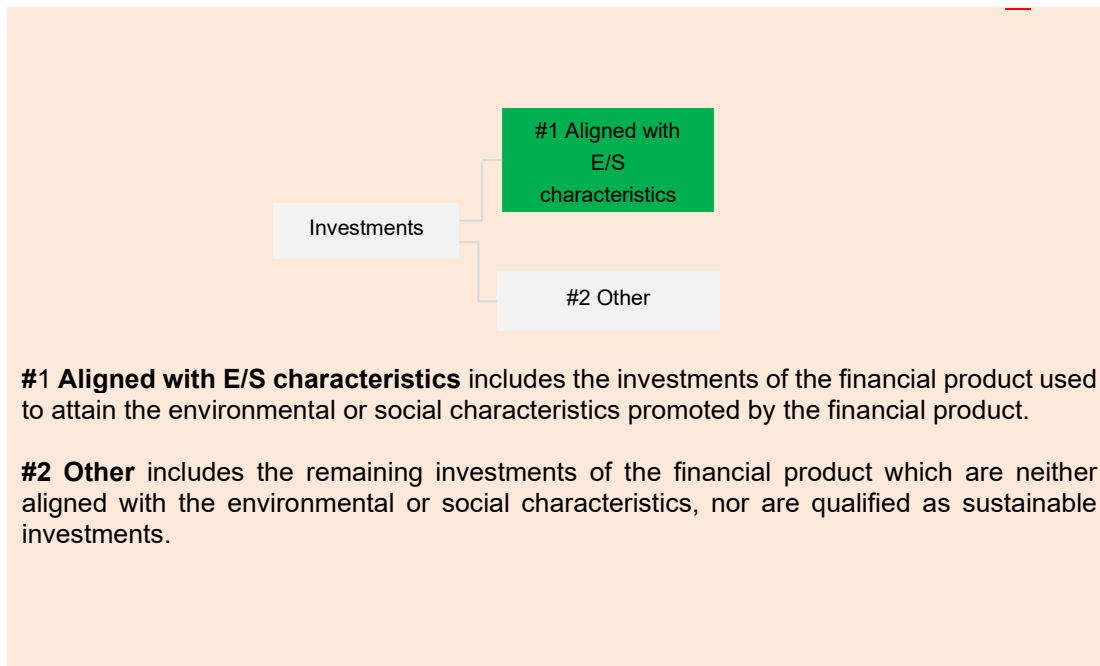 #1 Aligned with
E/S
characteristics
Investments
#2 Other
#1 Aligned with E/S characteristics includes the investments of the financial product used
to attain the environmental or social characteristics promoted by the financial product.
#2 Other includes the remaining investments of the financial product which are neither
aligned with the environmental or social characteristics, nor are qualified as sustainable
investments.